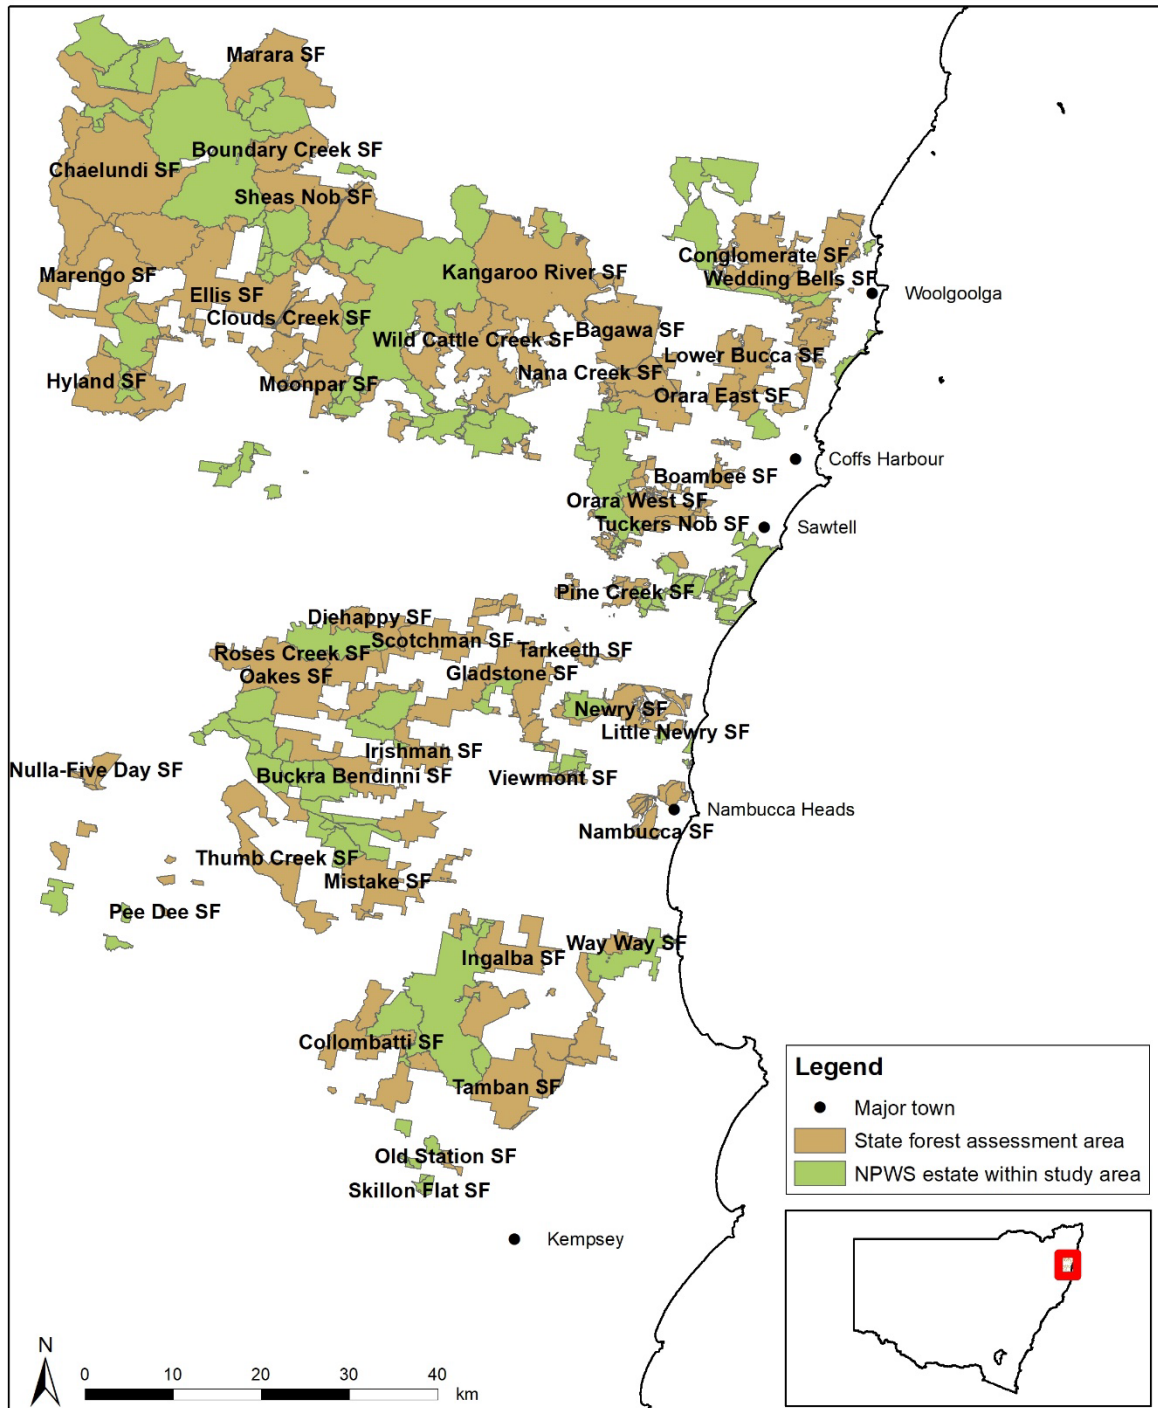 Marara SF
Boundary Creek SF
Chaelundi SF
Sheas Nob SF
Conglomerate SF
Kangaroo River SF
Marengo SF
Wedding Bells SF
Ellis SF
Woolgoolga
Clouds Creek SF
Bagawa SF
Wild Cattle Creek SF
Lower Bucca SF
Nana Creek SF
Hyland SF
Moonpar SF
Orara East SF
Coffs Harbour
Boambee SF
Orara West SF
Tuckers Nob SF
Sawtell
Pine Creek SF
Diehappy SF
Scotchman SF
Tarkeeth SF
Roses Creek SF
Gladstone SF
Oakes SF
Newry SF
Little Newry SF
Irishman SF
Nulla-Five Day SF
Buckra Bendinni SF
Viewmont SF
Nambucca Heads
Nambucca SF
Thumb Creek SF
Mistake SF
Pee Dee SF
Way Way SF
Ingalba SF
Collombatti SF
Tamban SF
Old Station SF
Skillon Flat SF
Kempsey
Legend
Major town
State forest assessment area
NPWS estate within study area
N
0 10 20 30 40
km